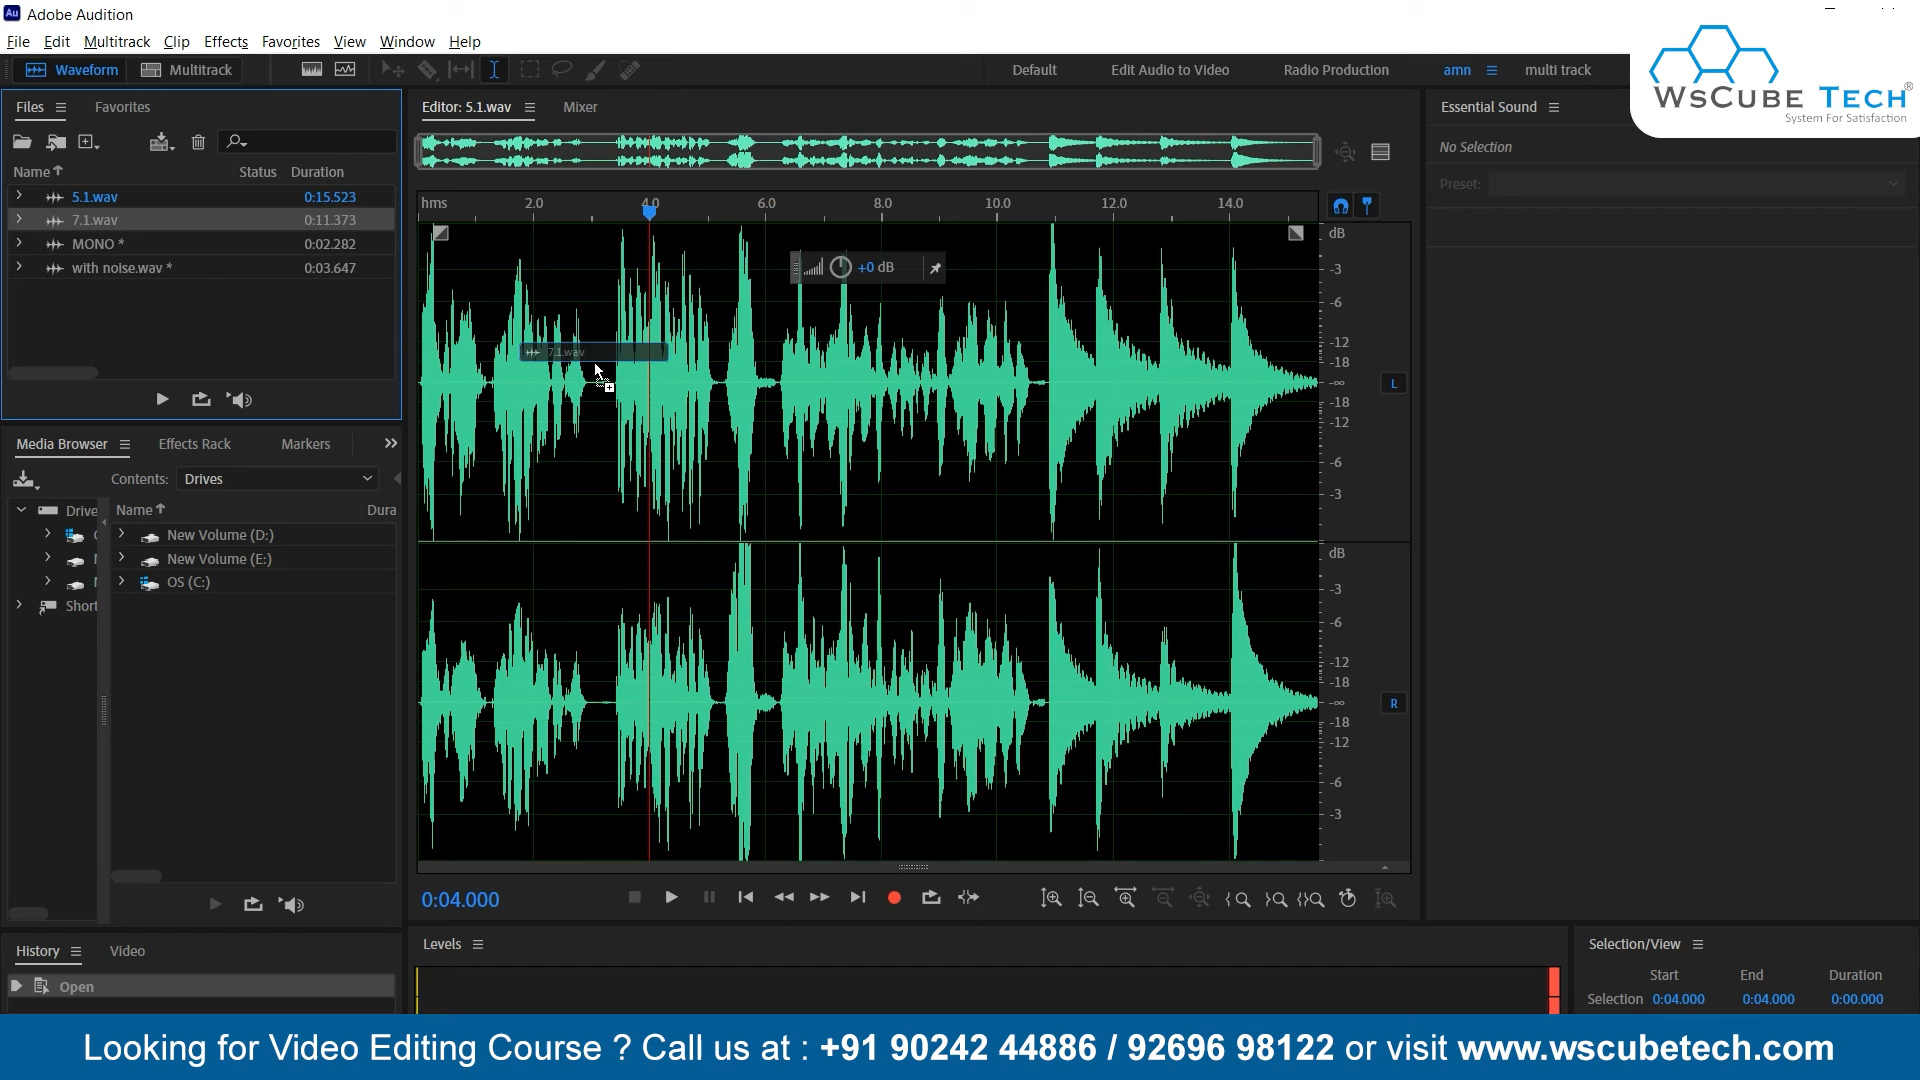 Au Adobe Audition
File Edit Multitrack Clip Effects Favorites View Window Help
Waveform Multitrack Default Edit Audio to Video Radio Production amn multi track
WsCube Tech®
System For Satisfaction
Files Favorites
Name Status Duration
5.1.wav 0:15.523
7.1.wav 0:11.373
MONO * 0:02.282
with noise.wav * 0:03.647
Media Browser Effects Rack Markers
Contents: Drives
Drive
Short
Name Dura
New Volume (D:)
New Volume (E:)
OS (C:)
History Video
Open
Editor: 5.1.wav Mixer
hms 2.0 4.0 6.0 8.0 10.0 12.0 14.0
+0 dB
7.1.wav
dB
-3
-6
-12
-18
-∞
-18
-12
-6
-3
L
dB
-3
-6
-12
-18
-∞
-18
-12
-6
-3
R
0:04.000
Levels
Essential Sound
No Selection
Preset:
Selection/View
Start End Duration
Selection 0:04.000 0:04.000 0:00.000
Looking for Video Editing Course ? Call us at : +91 90242 44886 / 92696 98122 or visit www.wscubetech.com